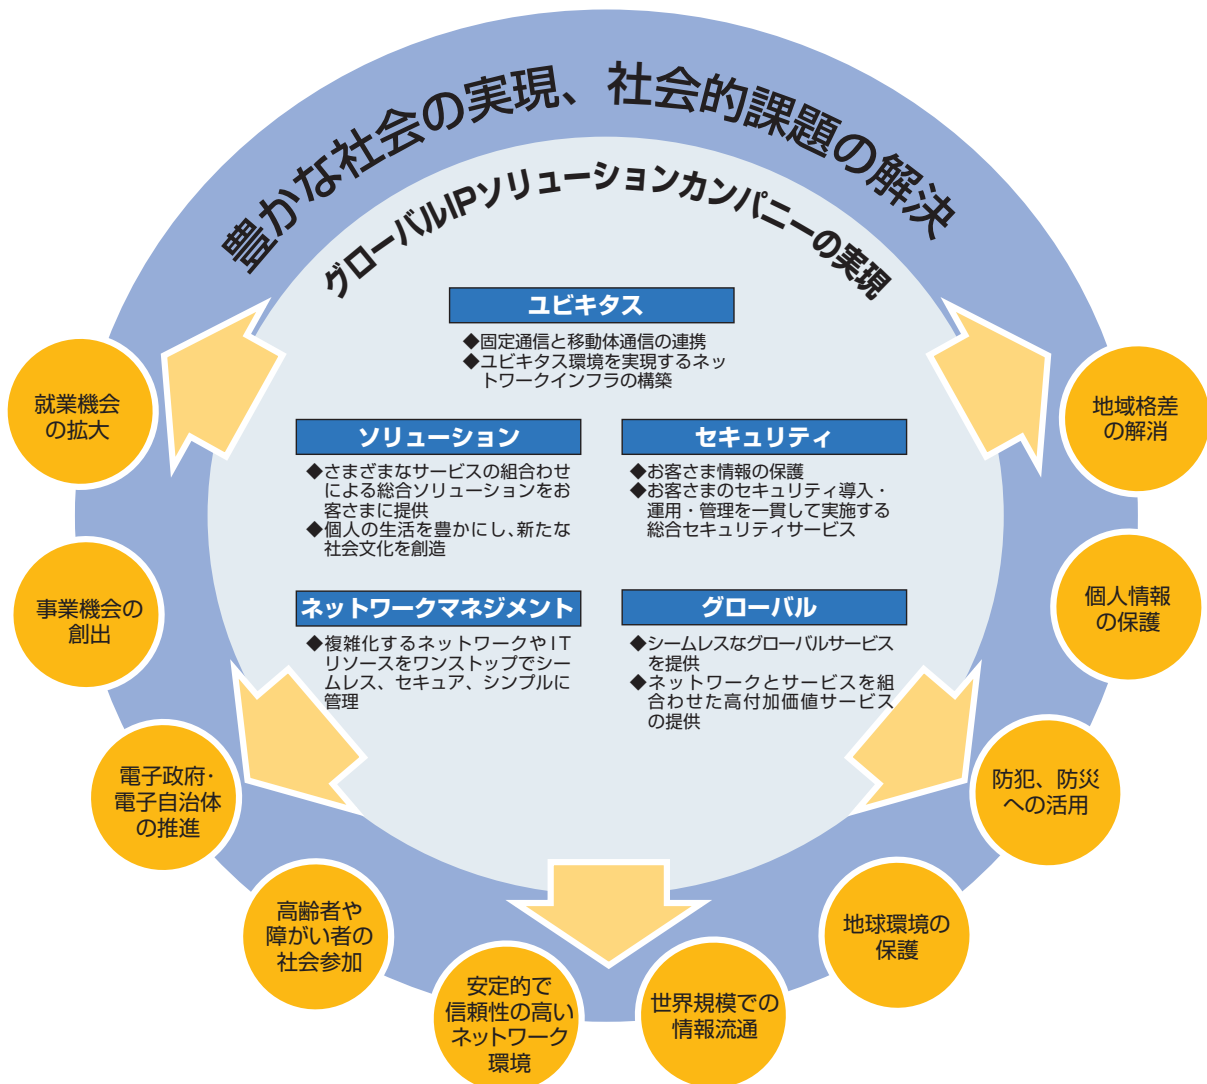 豊かな社会の実現、社会的課題の解決
グローバルIPソリューションカンパニーの実現
ユビキタス
◆固定通信と移動体通信の連携
◆ユビキタス環境を実現するネッ
トワークインフラの構築
ソリューション
◆さまざまなサービスの組合わせ
による総合ソリューションをお
客さまに提供
◆個人の生活を豊かにし、新たな
社会文化を創造
セキュリティ
◆お客さま情報の保護
◆お客さまのセキュリティ導入・
運用・管理を一貫して実施する
総合セキュリティサービス
ネットワークマネジメント
◆複雑化するネットワークやIT
リソースをワンストップでシー
ムレス、セキュア、シンプルに
管理
グローバル
◆シームレスなグローバルサービス
を提供
◆ネットワークとサービスを組
合わせた高付加価値サービス
の提供
就業機会
の拡大
事業機会の
創出
電子政府・
電子自治体
の推進
高齢者や
障がい者の
社会参加
安定的で
信頼性の高い
ネットワーク
環境
世界規模での
情報流通
地球環境の
保護
防犯、防災
への活用
個人情報
の保護
地域格差
の解消